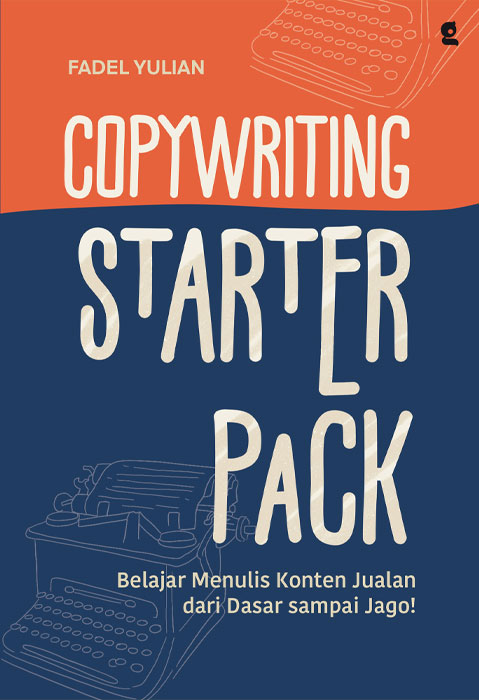 FADEL YULIAN
g
COPYWRITING
STARTER
PACK
Belajar Menulis Konten Jualan
dari Dasar sampai Jago!